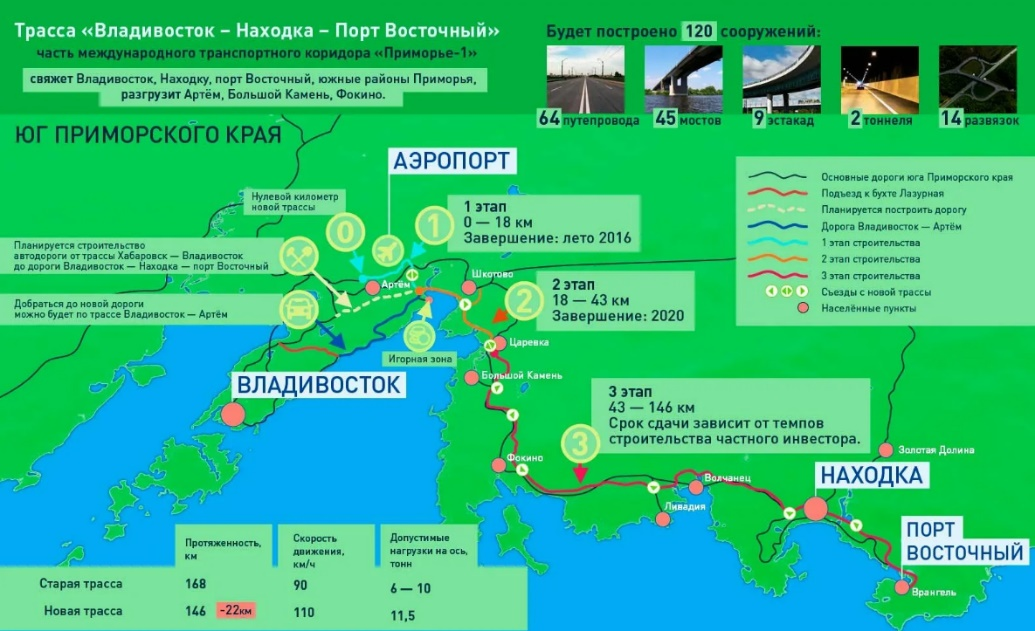 Трасса «Владивосток – Находка – Порт Восточный»
часть международного транспортного коридора «Приморье-1»
свяжет Владивосток, Находку, порт Восточный, южные районы Приморья,
разгрузит Артём, Большой Камень, Фокино.
Будет построено 120 сооружений:
64 путепровода
45 мостов
9 эстакад
2 тоннеля
14 развязок
ЮГ ПРИМОРСКОГО КРАЯ
АЭРОПОРТ
Нулевой километр
новой трассы
0
1
1 этап
0 — 18 км
Завершение: лето 2016
Основные дороги юга Приморского края
Подъезд к бухте Лазурная
Планируется построить дорогу
Дорога Владивосток — Артём
1 этап строительства
2 этап строительства
3 этап строительства
Съезды с новой трассы
Населённые пункты
Планируется строительство
автодороги от трассы Хабаровск — Владивосток
до дороги Владивосток — Находка — порт Восточный
Артём
Шкотово
2
2 этап
18 — 43 км
Завершение: 2020
Добраться до новой дороги
можно будет по трассе Владивосток — Артём
Игорная зона
Царевка
Большой Камень
ВЛАДИВОСТОК
3 этап
43 — 146 км
Срок сдачи зависит от темпов
строительства частного инвестора.
3
Фокино
Золотая Долина
Волчанец
НАХОДКА
Ливадия
ПОРТ
ВОСТОЧНЫЙ
Врангель
Протяженность,
км
Скорость
движения,
км/ч
Допустимые
нагрузки на ось,
тонн
Старая трасса 168 90 6 — 10
Новая трасса 146 -22км 110 11,5